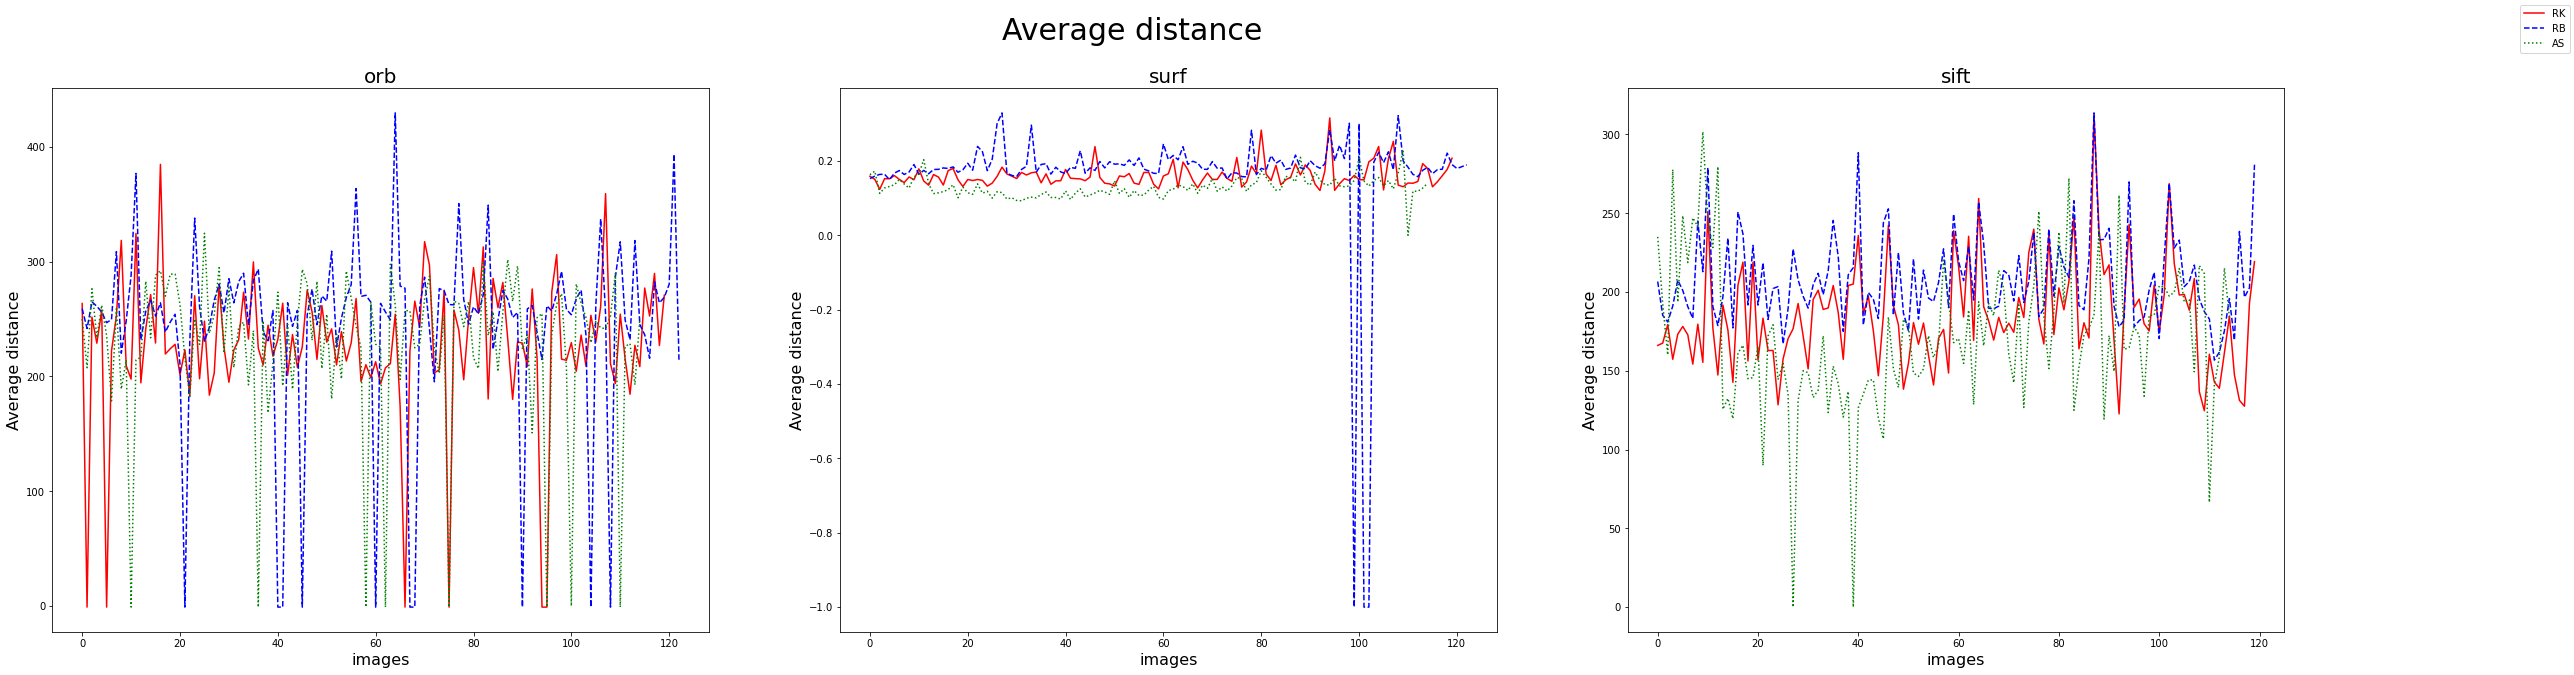 Average distance
RK
RB
AS
orb
Average distance
400
300
200
100
0
0 20 40 60 80 100 120
images
surf
Average distance
0.2
0.0
−0.2
−0.4
−0.6
−0.8
−1.0
0 20 40 60 80 100 120
images
sift
Average distance
300
250
200
150
100
50
0
0 20 40 60 80 100 120
images